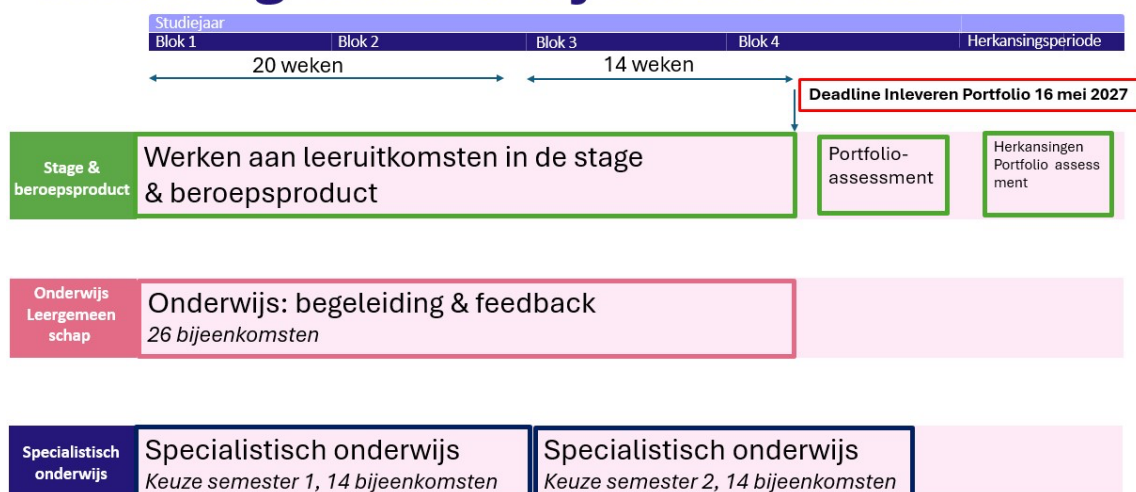 Studiejaar
Blok 1 Blok 2 Blok 3 Blok 4 Herkansingsperiode
20 weken 14 weken
Deadline Inleveren Portfolio 16 mei 2027
Stage &
beroepsproduct
Werken aan leeruitkomsten in de stage
& beroepsproduct
Portfolio-
assessment
Herkansingen
Portfolio assess
ment
Onderwijs
Leergemeen
schap
Onderwijs: begeleiding & feedback
26 bijeenkomsten
Specialistisch
onderwijs
Specialistisch onderwijs
Keuze semester 1, 14 bijeenkomsten
Specialistisch onderwijs
Keuze semester 2, 14 bijeenkomsten